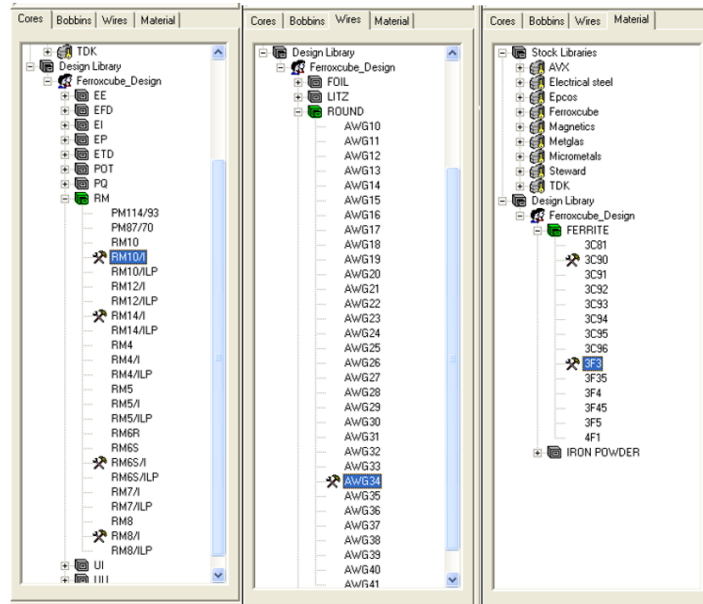 Cores Bobbins Wires Material
TDK
Design Library
Ferroxcube_Design
EE
EFD
EI
EP
ETD
POT
PQ
RM
PM114/93
PM87/70
RM10
RM10/I
RM10/ILP
RM12/I
RM12/ILP
RM14/I
RM14/ILP
RM4
RM4/I
RM4/ILP
RM5
RM5/I
RM5/ILP
RM6R
RM6S
RM6S/I
RM6S/ILP
RM7/I
RM7/ILP
RM8
RM8/I
RM8/ILP
UI
UU
Cores Bobbins Wires Material
Design Library
Ferroxcube_Design
FOIL
LITZ
ROUND
AWG10
AWG11
AWG12
AWG13
AWG14
AWG15
AWG16
AWG17
AWG18
AWG19
AWG20
AWG21
AWG22
AWG23
AWG24
AWG25
AWG26
AWG27
AWG28
AWG29
AWG30
AWG31
AWG32
AWG33
AWG34
AWG35
AWG36
AWG37
AWG38
AWG39
AWG40
AWG41
Cores Bobbins Wires Material
Stock Libraries
AVX
Electrical steel
Epcos
Ferroxcube
Magnetics
Metglas
Micrometals
Steward
TDK
Design Library
Ferroxcube_Design
FERRITE
3C81
3C90
3C91
3C92
3C93
3C94
3C95
3C96
3F3
3F35
3F4
3F45
3F5
4F1
IRON POWDER